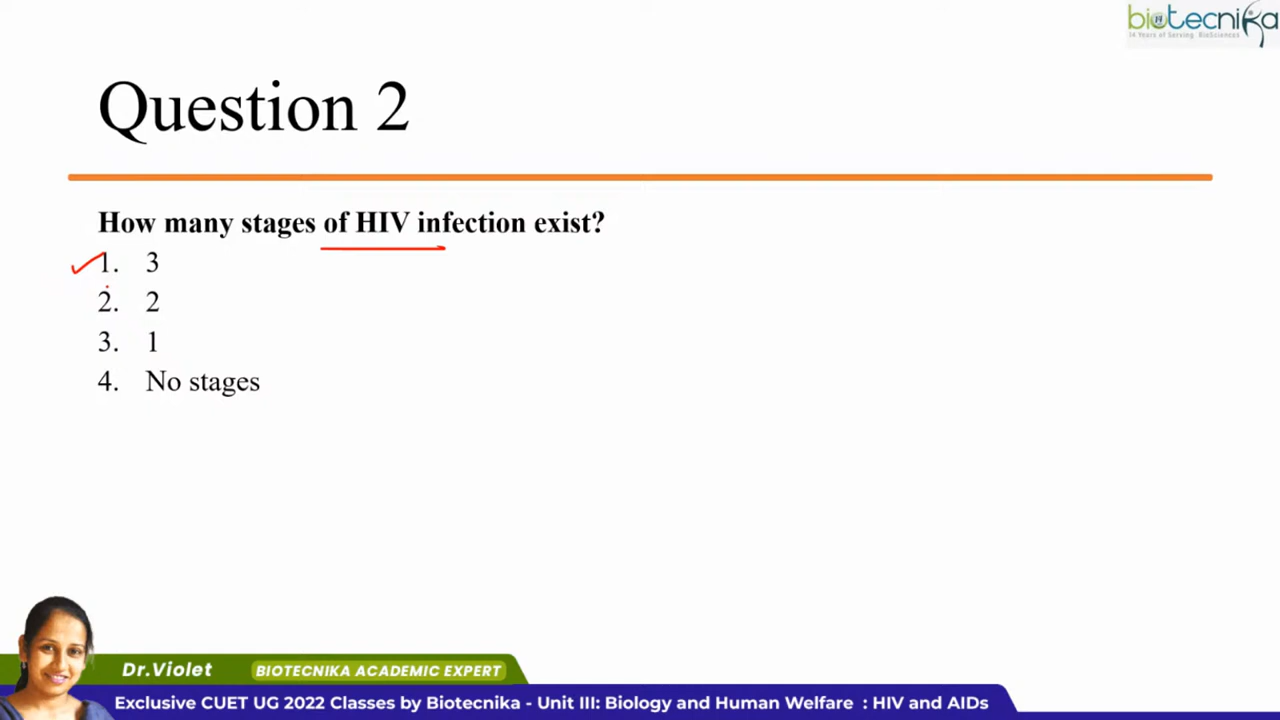 biotecnika
14 Years of Serving BioSciences
Question 2
How many stages of HIV infection exist?
1. 3
2. 2
3. 1
4. No stages
Dr.Violet BIOTECNIKA ACADEMIC EXPERT
Exclusive CUET UG 2022 Classes by Biotecnika - Unit III: Biology and Human Welfare : HIV and AIDs